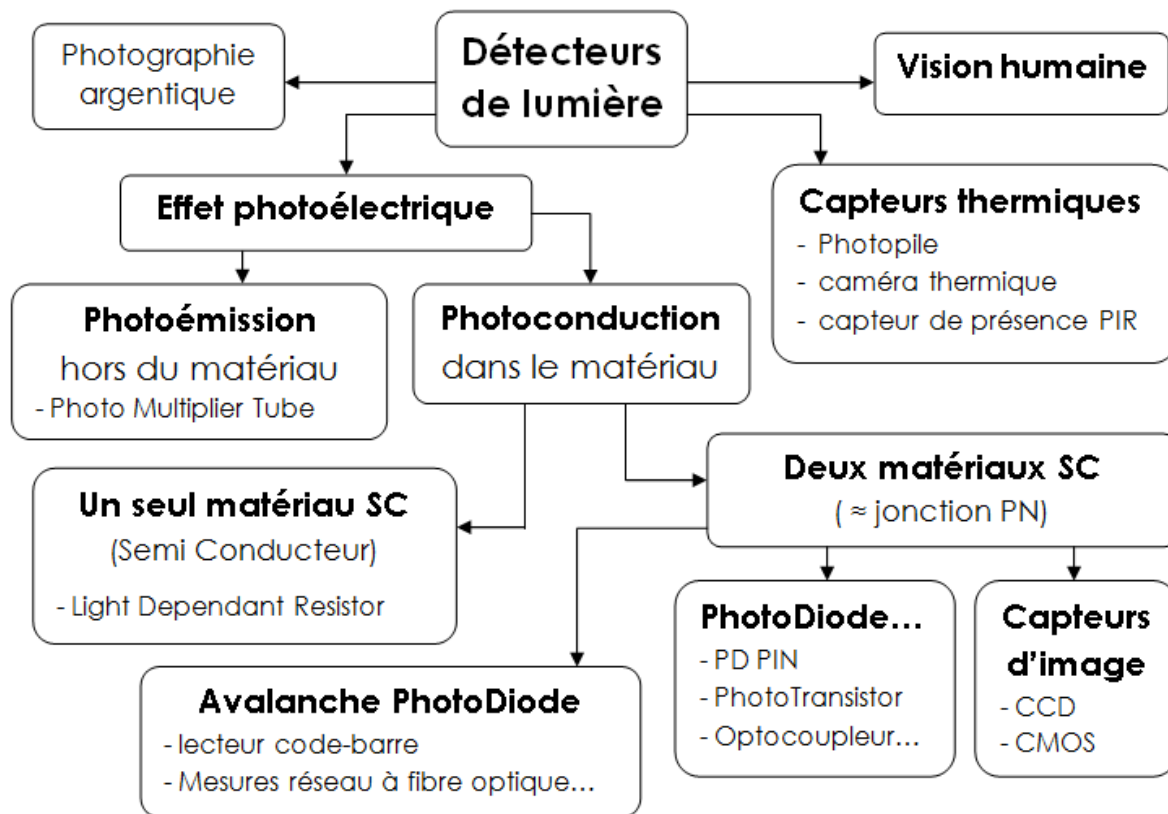 Photographie
argentique
Détecteurs
de lumière
Vision humaine
Effet photoélectrique
Capteurs thermiques
- Photopile
- caméra thermique
- capteur de présence PIR
Photoémission
hors du matériau
- Photo Multiplier Tube
Photoconduction
dans le matériau
Un seul matériau SC
(Semi Conducteur)
- Light Dependant Resistor
Deux matériaux SC
( ≈ jonction PN)
Avalanche PhotoDiode
- lecteur code-barre
- Mesures réseau à fibre optique...
PhotoDiode...
- PD PIN
- PhotoTransistor
- Optocoupleur...
Capteurs
d'image
- CCD
- CMOS